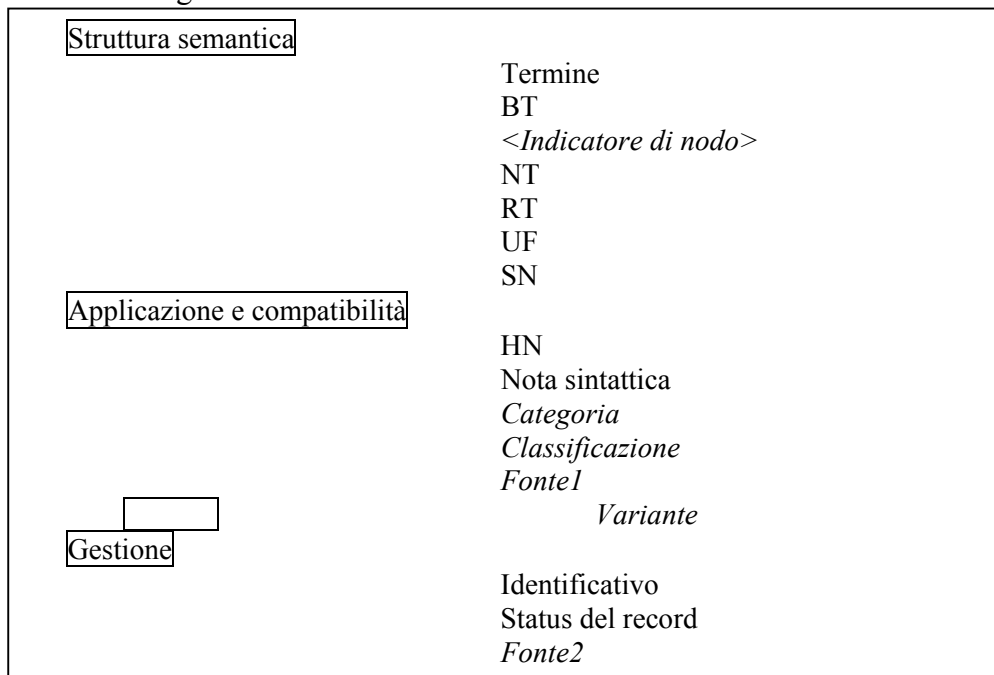 Struttura semantica
Termine
BT
<Indicatore di nodo>
NT
RT
UF
SN
Applicazione e compatibilità
HN
Nota sintattica
Categoria
Classificazione
Fonte1
Variante
Gestione
Identificativo
Status del record
Fonte2